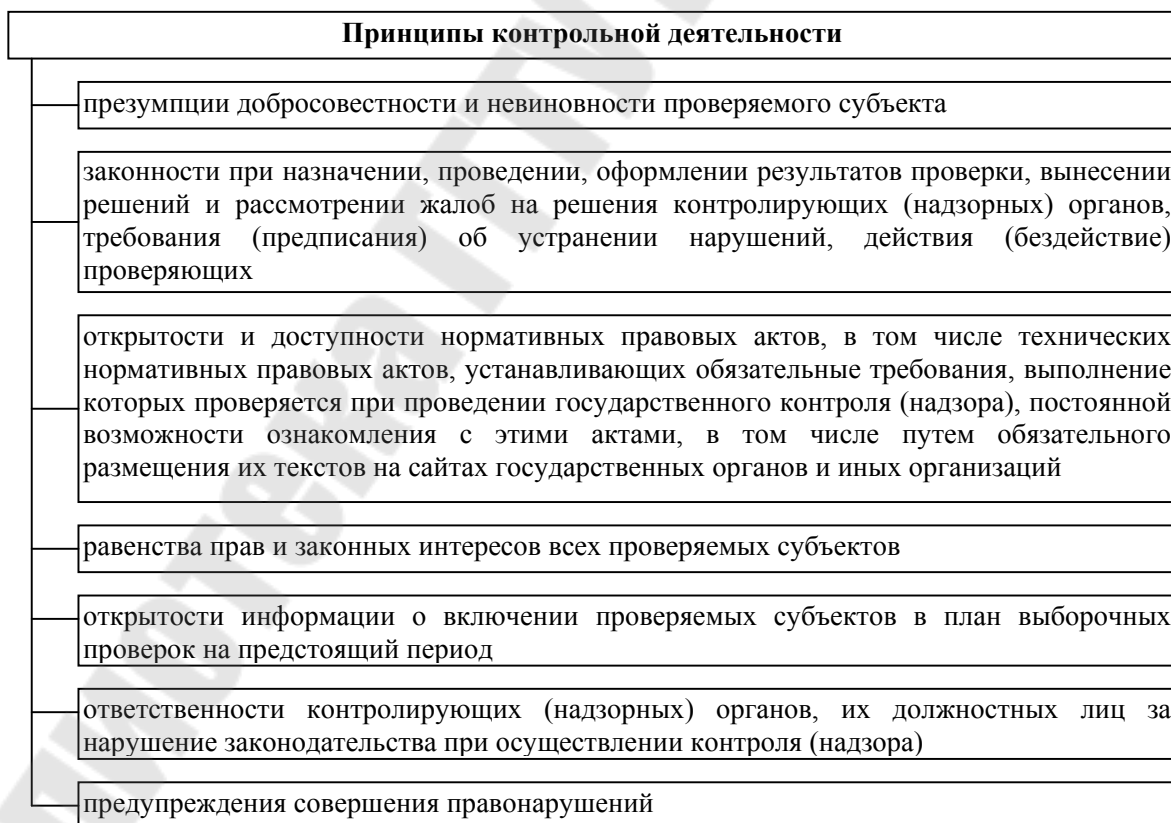 Принципы контрольной деятельности
презумпции добросовестности и невиновности проверяемого субъекта
законности при назначении, проведении, оформлении результатов проверки, вынесении
решений и рассмотрении жалоб на решения контролирующих (надзорных) органов,
требования (предписания) об устранении нарушений, действия (бездействие)
проверяющих
открытости и доступности нормативных правовых актов, в том числе технических
нормативных правовых актов, устанавливающих обязательные требования, выполнение
которых проверяется при проведении государственного контроля (надзора), постоянной
возможности ознакомления с этими актами, в том числе путем обязательного
размещения их текстов на сайтах государственных органов и иных организаций
равенства прав и законных интересов всех проверяемых субъектов
открытости информации о включении проверяемых субъектов в план выборочных
проверок на предстоящий период
ответственности контролирующих (надзорных) органов, их должностных лиц за
нарушение законодательства при осуществлении контроля (надзора)
предупреждения совершения правонарушений